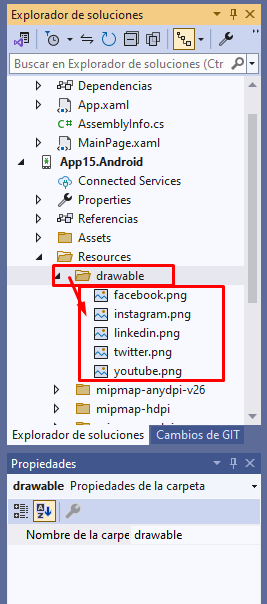 Explorador de soluciones
Buscar en Explorador de soluciones (Ctr
Dependencias
App.xaml
AssemblyInfo.cs
MainPage.xaml
App15.Android
Connected Services
Properties
Referencias
Assets
Resources
drawable
facebook.png
instagram.png
linkedin.png
twitter.png
youtube.png
mipmap-anydpi-v26
mipmap-hdpi
Explorador de soluciones Cambios de GIT
Propiedades
drawable Propiedades de la carpeta
Nombre de la carpe drawable